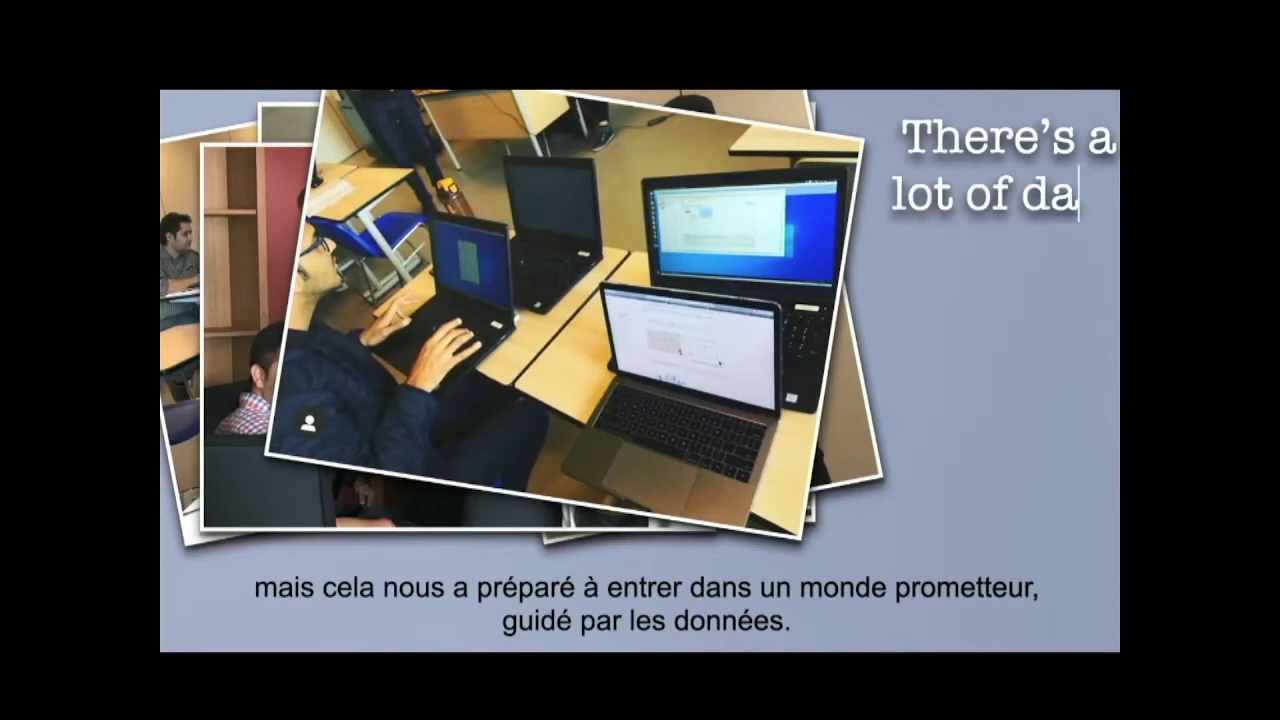 There's a
lot of da
mais cela nous a préparé à entrer dans un monde prometteur,
guidé par les données.